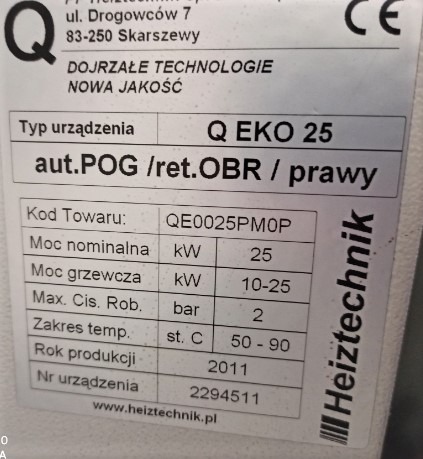 Q
Heiztechnik
ul. Drogowców 7
83-250 Skarszewy
CE
DOJRZAŁE TECHNOLOGIE
NOWA JAKOŚĆ
Typ urządzenia Q EKO 25
aut.POG /ret.OBR / prawy
Kod Towaru: QE0025PM0P
Moc nominalna kW 25
Moc grzewcza kW 10-25
Max. Cis. Rob. bar 2
Zakres temp. st. C 50 - 90
Rok produkcji 2011
Nr urządzenia 2294511
www.heiztechnik.pl
Heiztechnik